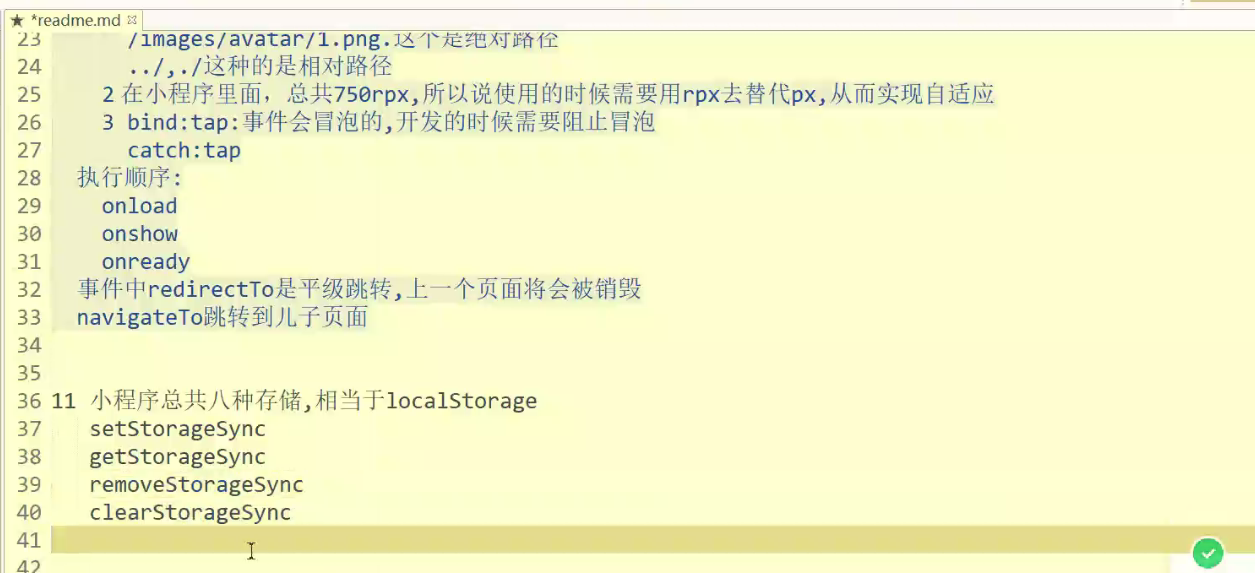 ★ *readme.md
23 /images/avatar/1.png.这个是绝对路径
24 ../,./这种的是相对路径
25 2 在小程序里面，总共750rpx,所以说使用的时候需要用rpx去替代px,从而实现自适应
26 3 bind:tap:事件会冒泡的,开发的时候需要阻止冒泡
27 catch:tap
28 执行顺序:
29 onload
30 onshow
31 onready
32 事件中redirectTo是平级跳转,上一个页面将会被销毁
33 navigateTo跳转到儿子页面
34
35
36 11 小程序总共八种存储,相当于localStorage
37 setStorageSync
38 getStorageSync
39 removeStorageSync
40 clearStorageSync
41
42